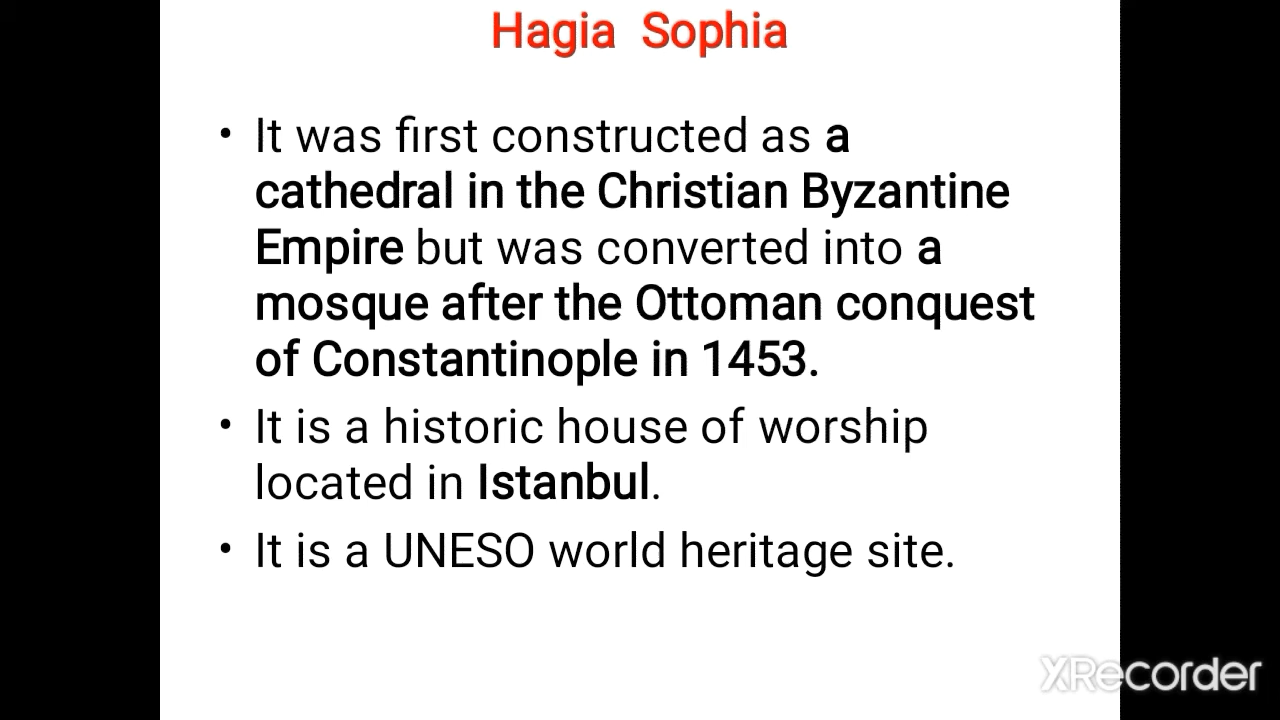 Hagia Sophia
• It was first constructed as a
cathedral in the Christian Byzantine
Empire but was converted into a
mosque after the Ottoman conquest
of Constantinople in 1453.
• It is a historic house of worship
located in Istanbul.
• It is a UNESO world heritage site.
XRecorder